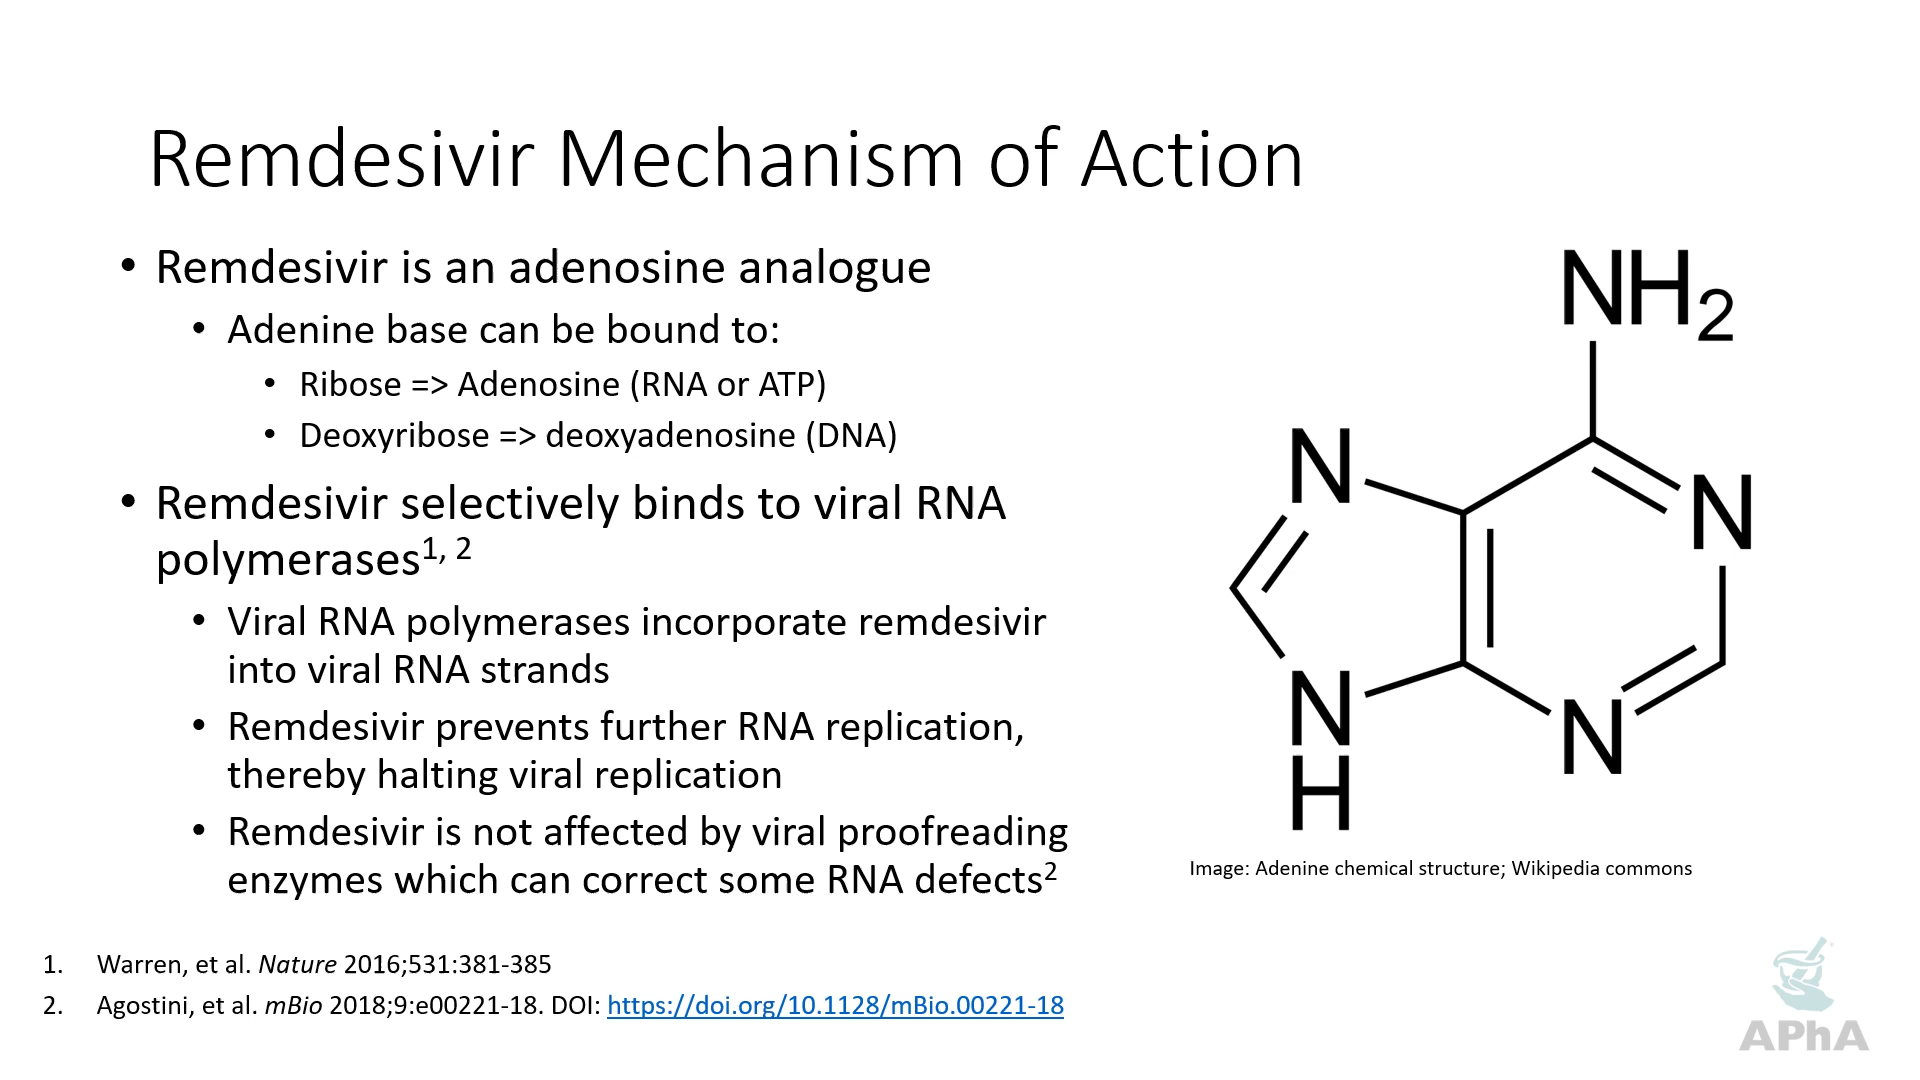 Remdesivir Mechanism of Action
• Remdesivir is an adenosine analogue
• Adenine base can be bound to:
• Ribose => Adenosine (RNA or ATP)
• Deoxyribose => deoxyadenosine (DNA)
• Remdesivir selectively binds to viral RNA
polymerases1, 2
• Viral RNA polymerases incorporate remdesivir
into viral RNA strands
• Remdesivir prevents further RNA replication,
thereby halting viral replication
• Remdesivir is not affected by viral proofreading
enzymes which can correct some RNA defects2
NH2
N
N
N
N
H
Image: Adenine chemical structure; Wikipedia commons
1. Warren, et al. Nature 2016;531:381-385
2. Agostini, et al. mBio 2018;9:e00221-18. DOI: https://doi.org/10.1128/mBio.00221-18
APhA